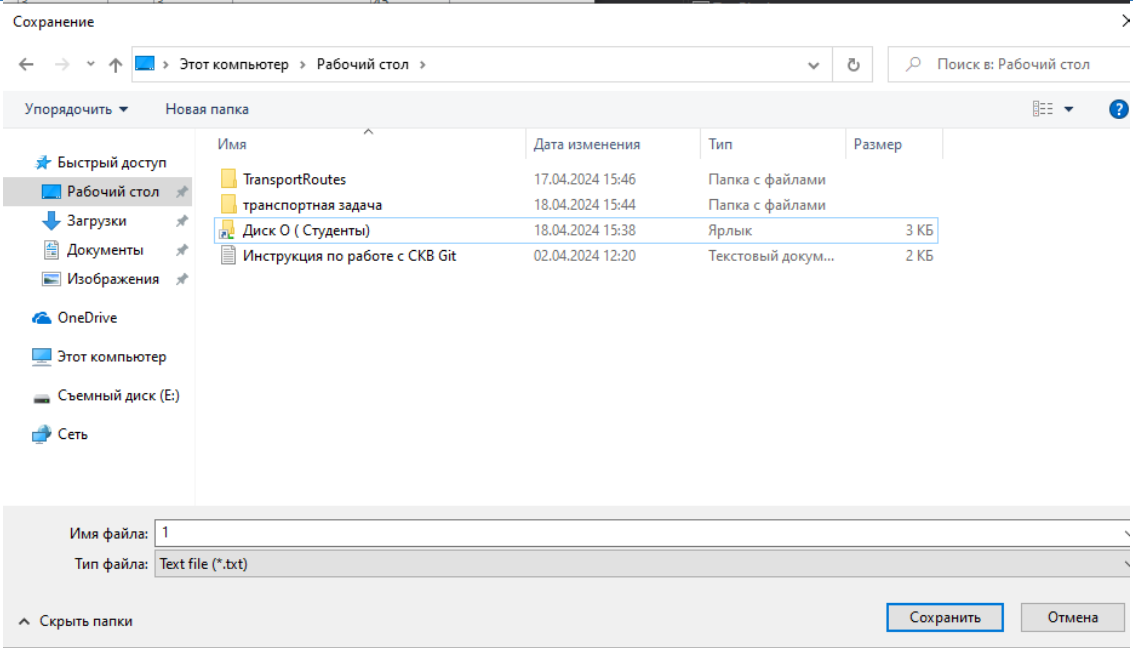 Сохранение
Этот компьютер › Рабочий стол ›
Поиск в: Рабочий стол
Упорядочить
Новая папка
Имя Дата изменения Тип Размер
Быстрый доступ
Рабочий стол
Загрузки
Документы
Изображения
OneDrive
Этот компьютер
Съемный диск (E:)
Сеть
TransportRoutes 17.04.2024 15:46 Папка с файлами
транспортная задача 18.04.2024 15:44 Папка с файлами
Диск О ( Студенты) 18.04.2024 15:38 Ярлык 3 КБ
Инструкция по работе с СКВ Git 02.04.2024 12:20 Текстовый докум... 2 КБ
Имя файла: 1
Тип файла: Text file (*.txt)
Скрыть папки
Сохранить
Отмена